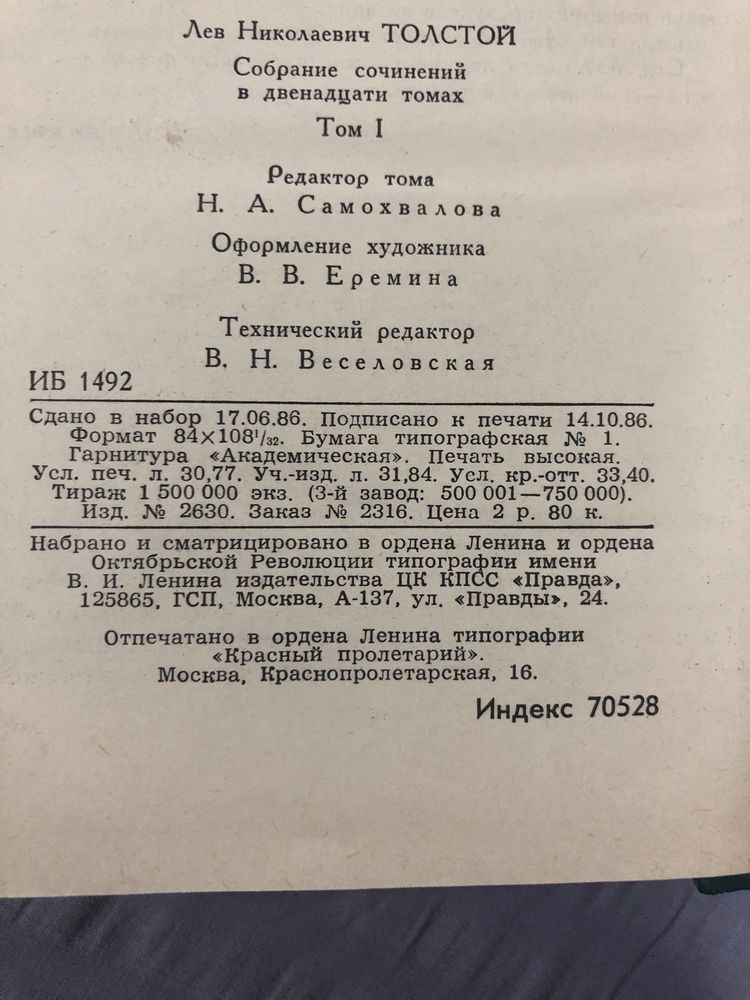 Лев Николаевич ТОЛСТОЙ
Собрание сочинений
в двенадцати томах
Том I
Редактор тома
Н. А. Самохвалова
Оформление художника
В. В. Еремина
Технический редактор
В. Н. Веселовская
ИБ 1492
Сдано в набор 17.06.86. Подписано к печати 14.10.86.
Формат 84×108¹/₃₂. Бумага типографская № 1.
Гарнитура «Академическая». Печать высокая.
Усл. печ. л. 30,77. Уч.-изд. л. 31,84. Усл. кр.-отт. 33,40.
Тираж 1 500 000 экз. (3-й завод: 500 001—750 000).
Изд. № 2630. Заказ № 2316. Цена 2 р. 80 к.
Набрано и сматрицировано в ордена Ленина и ордена
Октябрьской Революции типографии имени
В. И. Ленина издательства ЦК КПСС «Правда»,
125865, ГСП, Москва, А-137, ул. «Правды», 24.
Отпечатано в ордена Ленина типографии
«Красный пролетарий».
Москва, Краснопролетарская, 16.
Индекс 70528